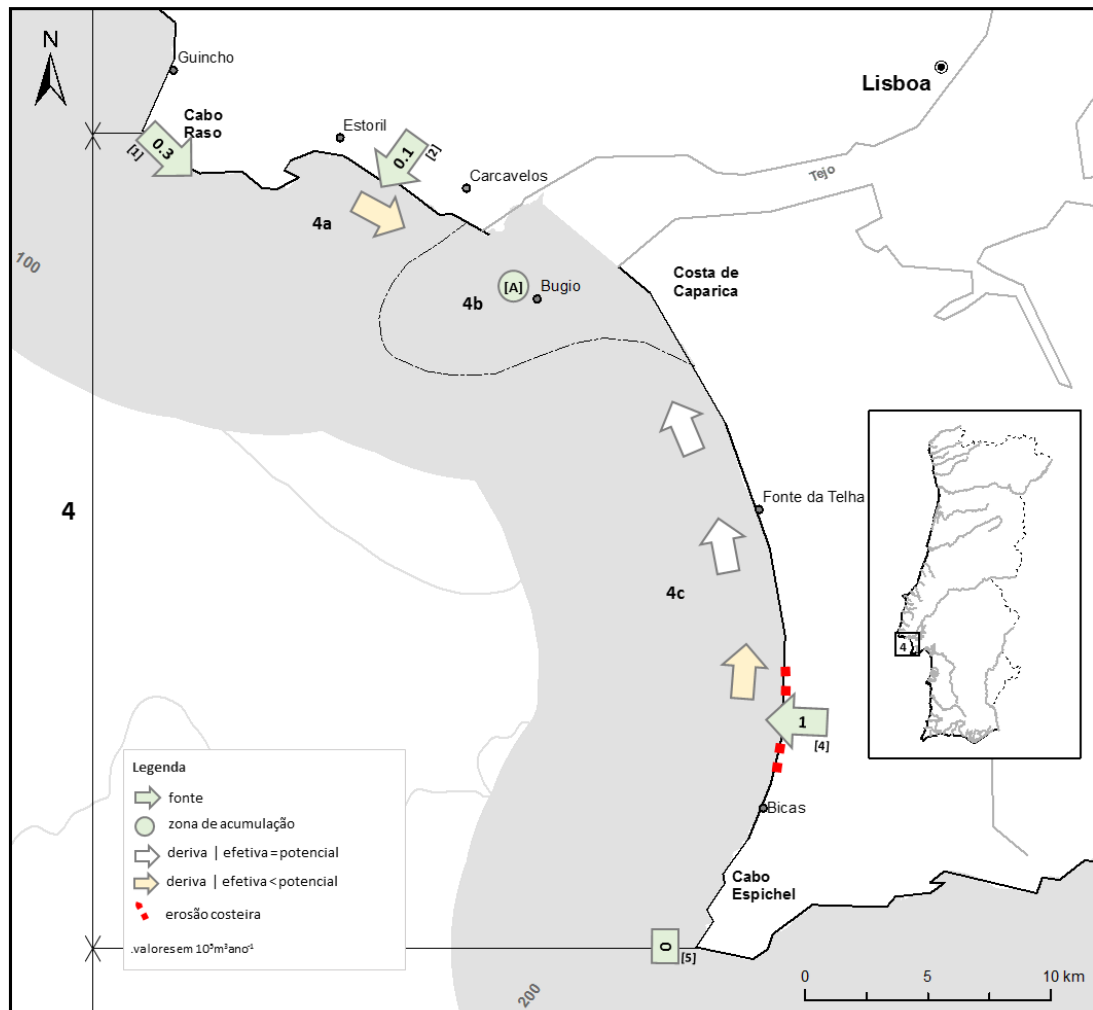 N
Guincho
Lisboa
Cabo
Raso
Estoril
0.3
[1]
0.1
[2]
Carcavelos
Tejo
4a
100
Costa de
Caparica
[A]
Bugio
4b
4
Fonte da Telha
4c
4
1
[4]
Legenda
fonte
zona de acumulação
deriva | efetiva = potencial
deriva | efetiva < potencial
erosão costeira
.valores em 10⁵m³ano⁻¹
Bicas
Cabo
Espichel
0
[5]
200
0 5 10 km